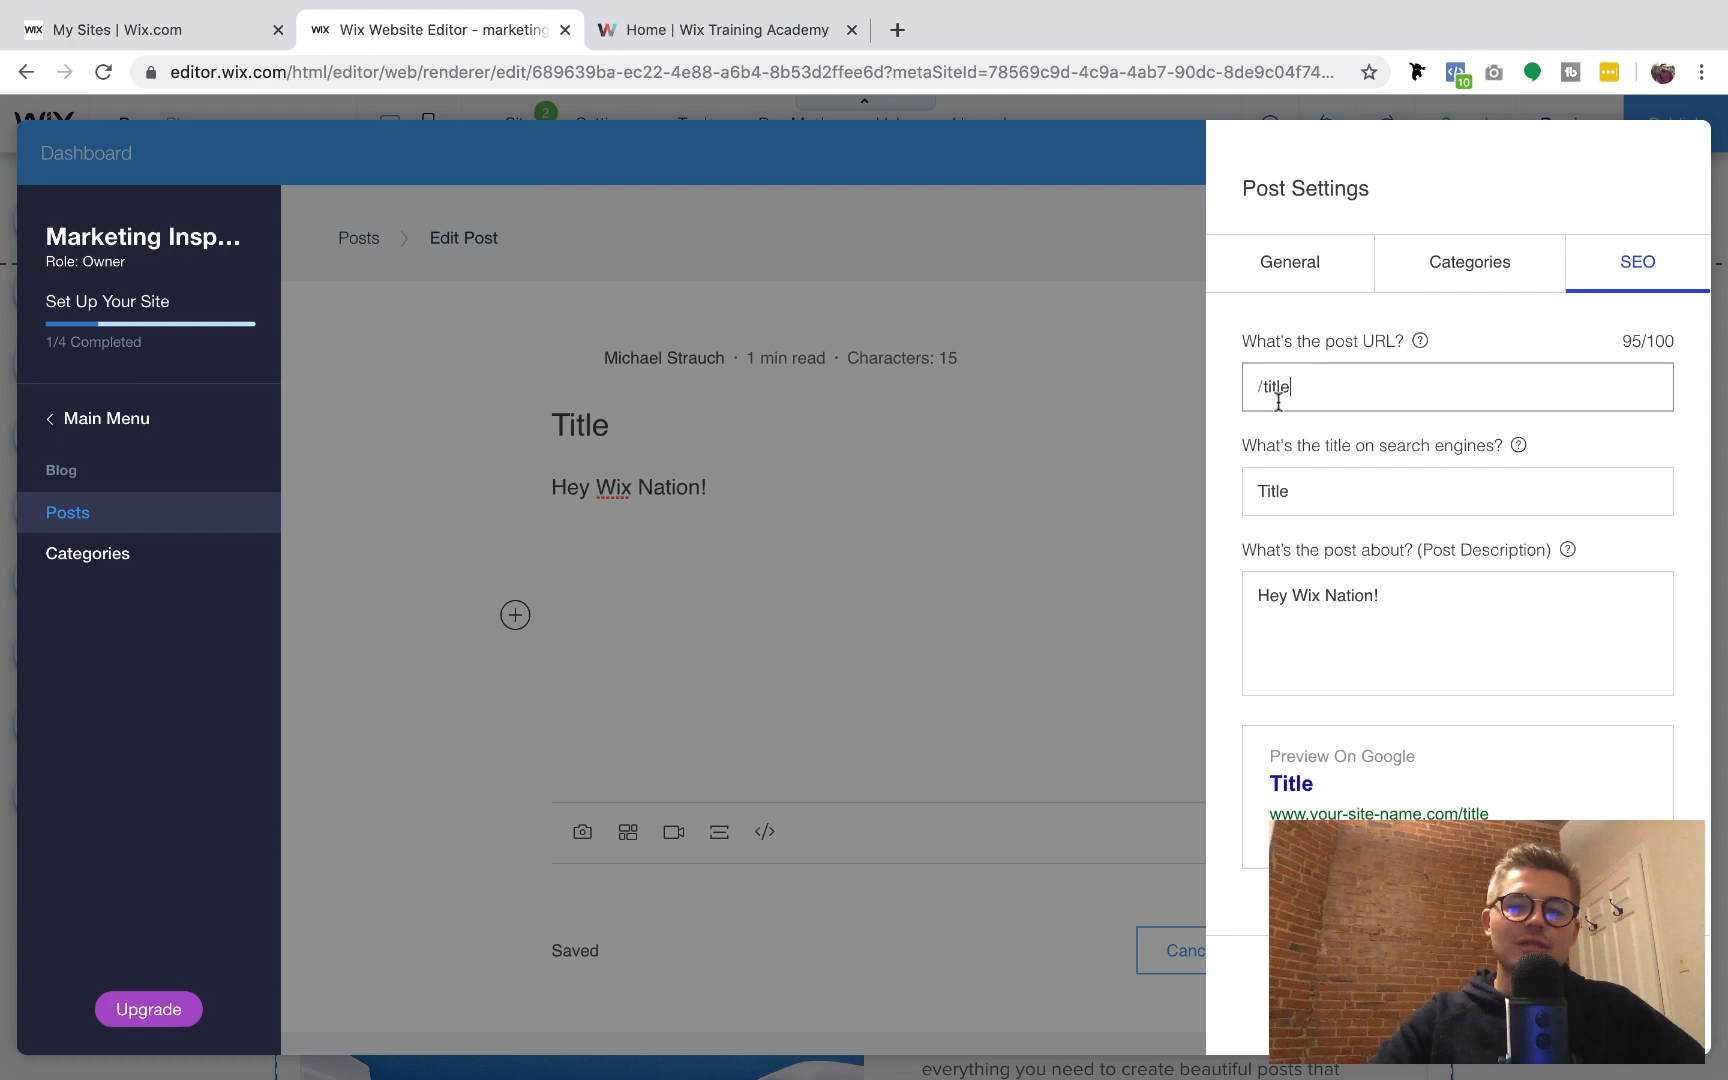 WIX My Sites | Wix.com
WIX Wix Website Editor - marketing
Home | Wix Training Academy
editor.wix.com/html/editor/web/renderer/edit/689639ba-ec22-4e88-a6b4-8b53d2ffee6d?metaSiteId=78569c9d-4c9a-4ab7-90dc-8de9c04f74...
10
2
Dashboard
Marketing Insp...
Role: Owner
Set Up Your Site
1/4 Completed
Main Menu
Blog
Posts
Categories
Upgrade
Posts
Edit Post
Michael Strauch · 1 min read · Characters: 15
Title
Hey Wix Nation!
Saved
Canc
Post Settings
General
Categories
SEO
What's the post URL?
95/100
/title
What's the title on search engines?
Title
What's the post about? (Post Description)
Hey Wix Nation!
Preview On Google
Title
www.your-site-name.com/title
everything you need to create beautiful posts that